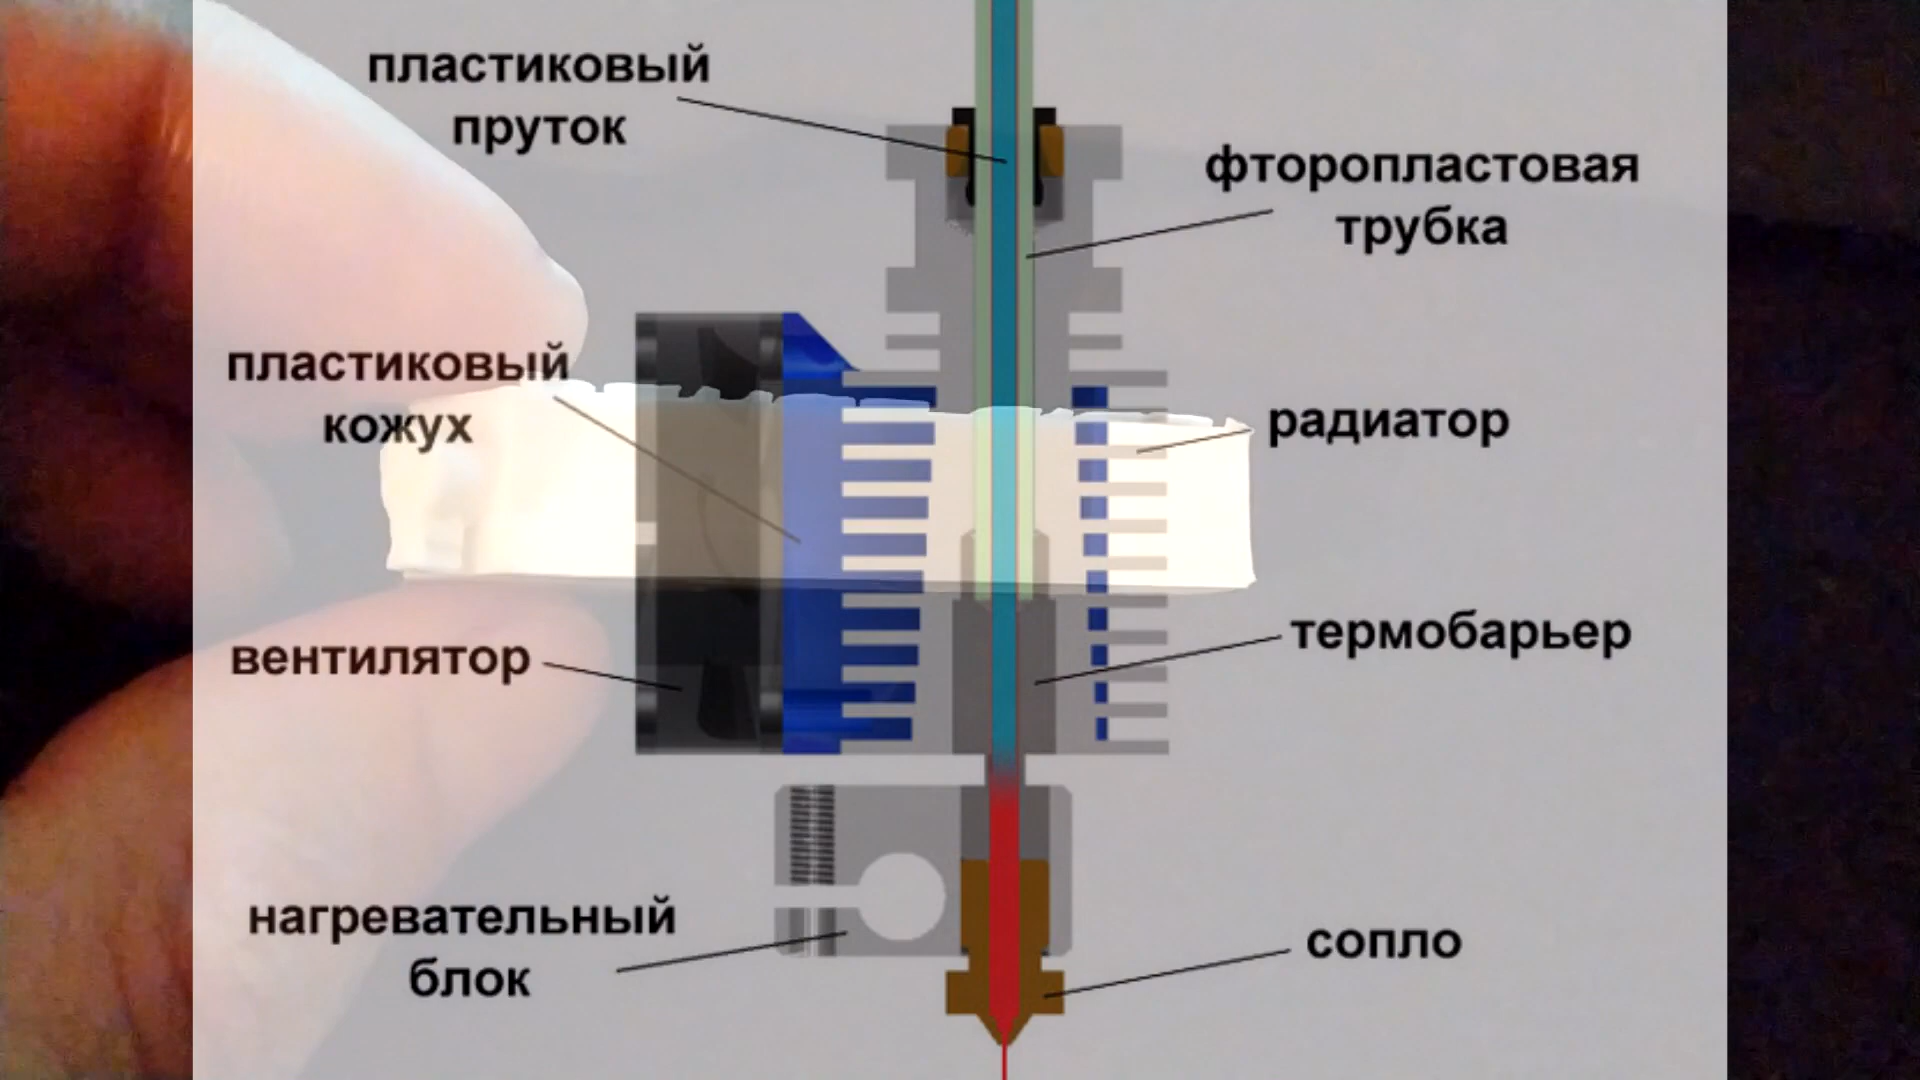 пластиковый
пруток
фторопластовая
трубка
пластиковый
кожух
радиатор
вентилятор
термобарьер
нагревательный
блок
сопло